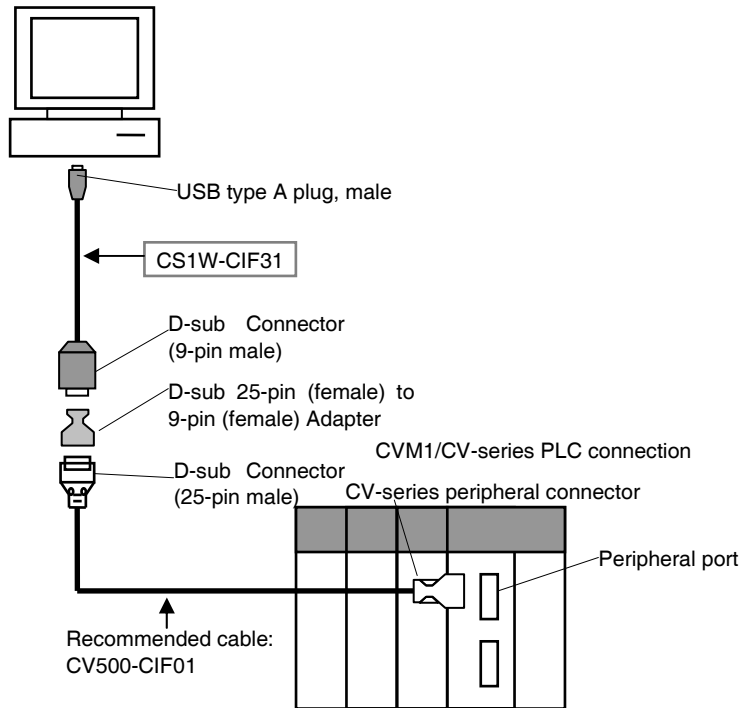 USB type A plug, male
CS1W-CIF31
D-sub Connector
(9-pin male)
D-sub 25-pin (female) to
9-pin (female) Adapter
CVM1/CV-series PLC connection
D-sub Connector
(25-pin male)
CV-series peripheral connector
Peripheral port
Recommended cable:
CV500-CIF01